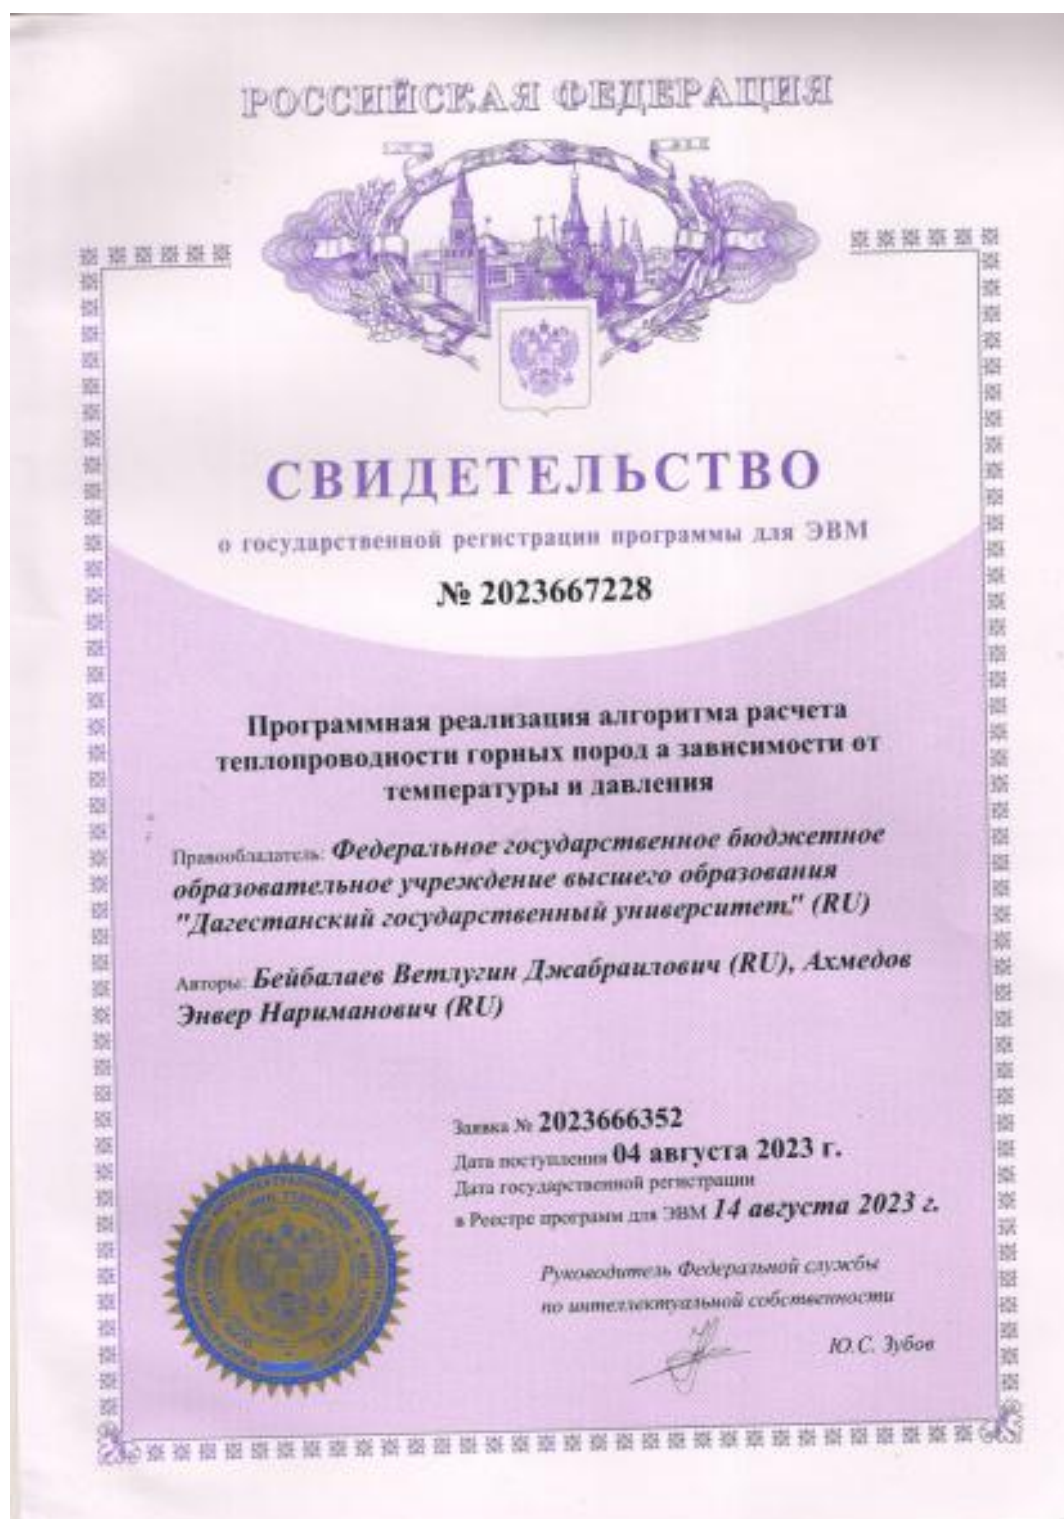 РОССИЙСКАЯ ФЕДЕРАЦИЯ
СВИДЕТЕЛЬСТВО
о государственной регистрации программы для ЭВМ
№ 2023667228
Программная реализация алгоритма расчета
теплопроводности горных пород а зависимости от
температуры и давления
Правообладатель: Федеральное государственное бюджетное
образовательное учреждение высшего образования
"Дагестанский государственный университет" (RU)
Авторы: Бейбалаев Ветлугин Джабраилович (RU), Ахмедов
Энвер Нариманович (RU)
Заявка № 2023666352
Дата поступления 04 августа 2023 г.
Дата государственной регистрации
в Реестре программ для ЭВМ 14 августа 2023 г.
Руководитель Федеральной службы
по интеллектуальной собственности
Ю.С. Зубов